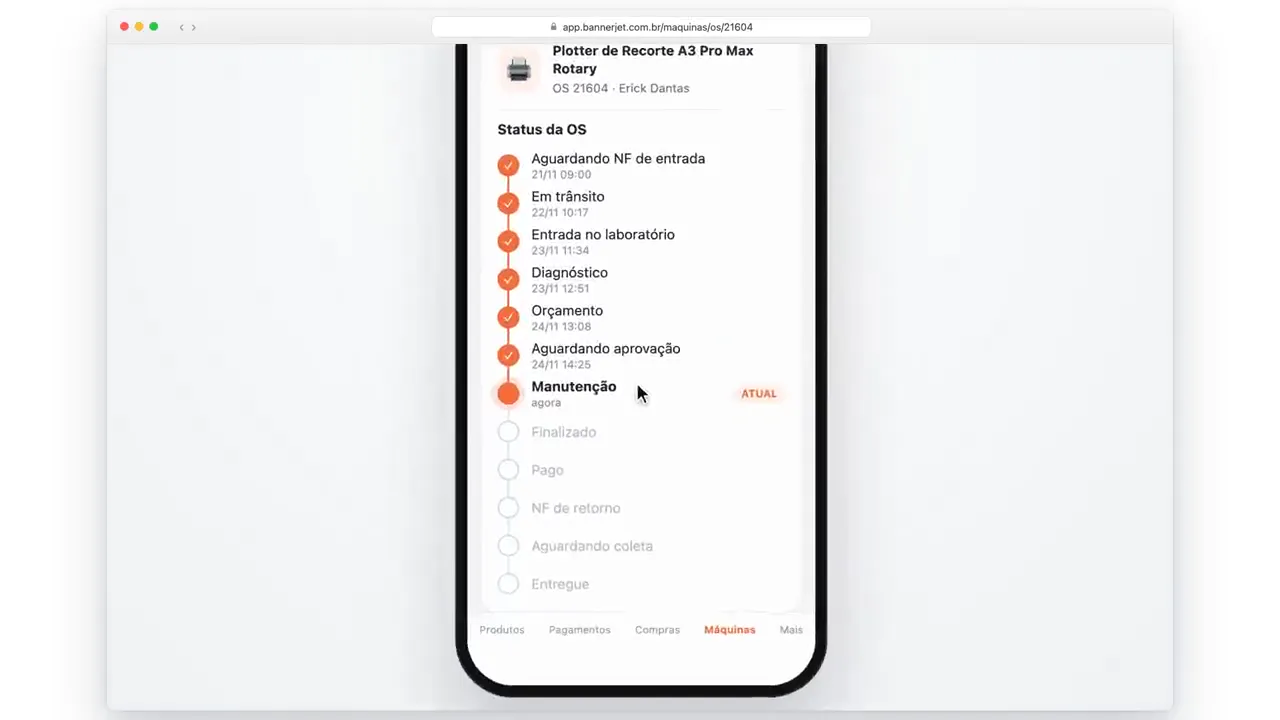 app.bannerjet.com.br/maquinas/os/21604
Plotter de Recorte A3 Pro Max
Rotary
OS 21604 · Erick Dantas
Status da OS
Aguardando NF de entrada
21/11 09:00
Em trânsito
22/11 10:17
Entrada no laboratório
23/11 11:34
Diagnóstico
23/11 12:51
Orçamento
24/11 13:08
Aguardando aprovação
24/11 14:25
Manutenção
ATUAL
agora
Finalizado
Pago
NF de retorno
Aguardando coleta
Entregue
Produtos Pagamentos Compras Máquinas Mais